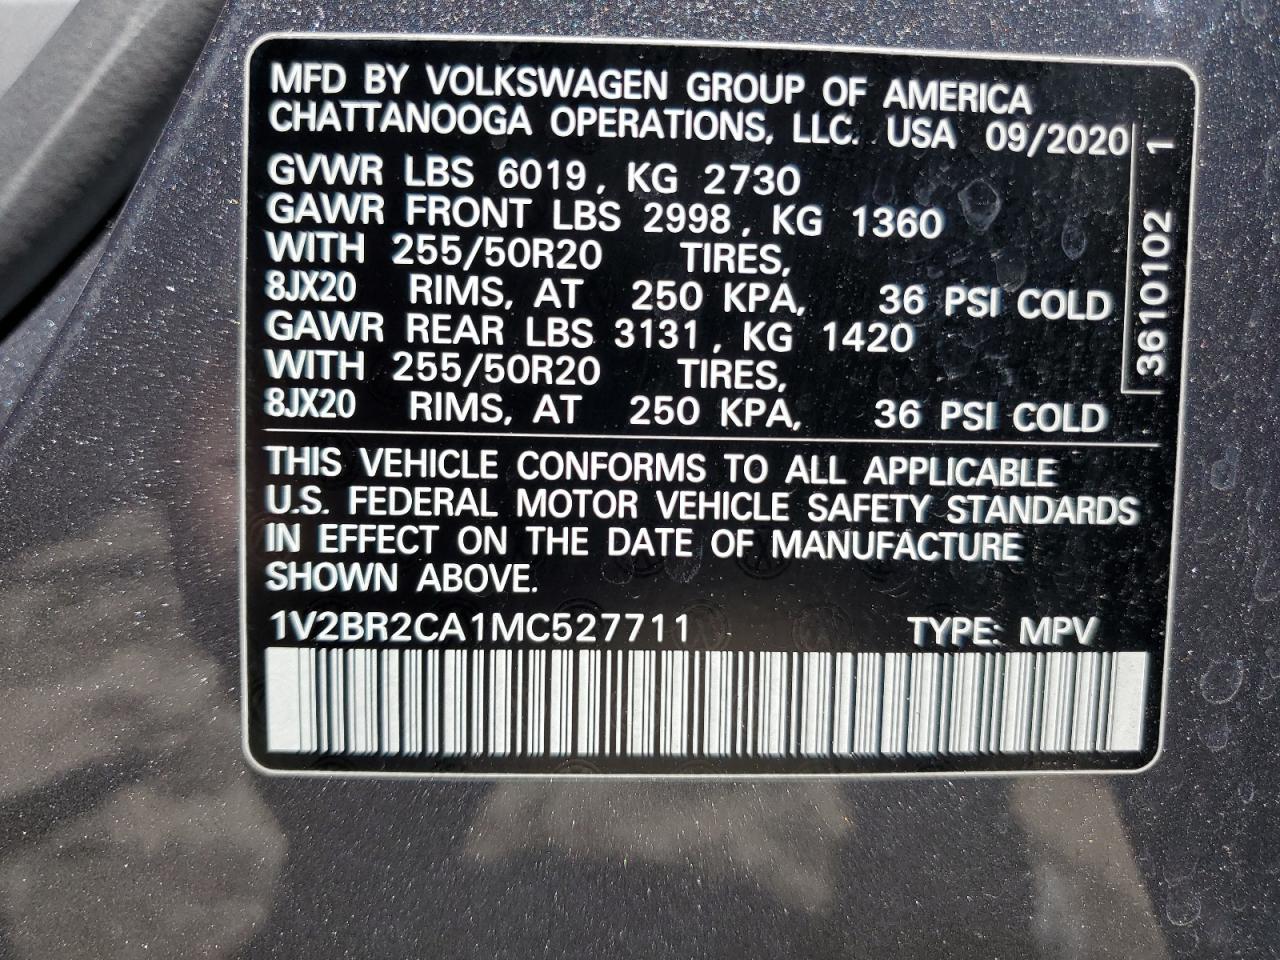 MFD BY VOLKSWAGEN GROUP OF AMERICA
CHATTANOOGA OPERATIONS, LLC. USA 09/2020
GVWR LBS 6019, KG 2730
GAWR FRONT LBS 2998, KG 1360
WITH 255/50R20 TIRES,
8JX20 RIMS, AT 250 KPA, 36 PSI COLD
GAWR REAR LBS 3131, KG 1420
WITH 255/50R20 TIRES,
8JX20 RIMS, AT 250 KPA, 36 PSI COLD
3610102 1
THIS VEHICLE CONFORMS TO ALL APPLICABLE
U.S. FEDERAL MOTOR VEHICLE SAFETY STANDARDS
IN EFFECT ON THE DATE OF MANUFACTURE
SHOWN ABOVE.
1V2BR2CA1MC527711 TYPE: MPV